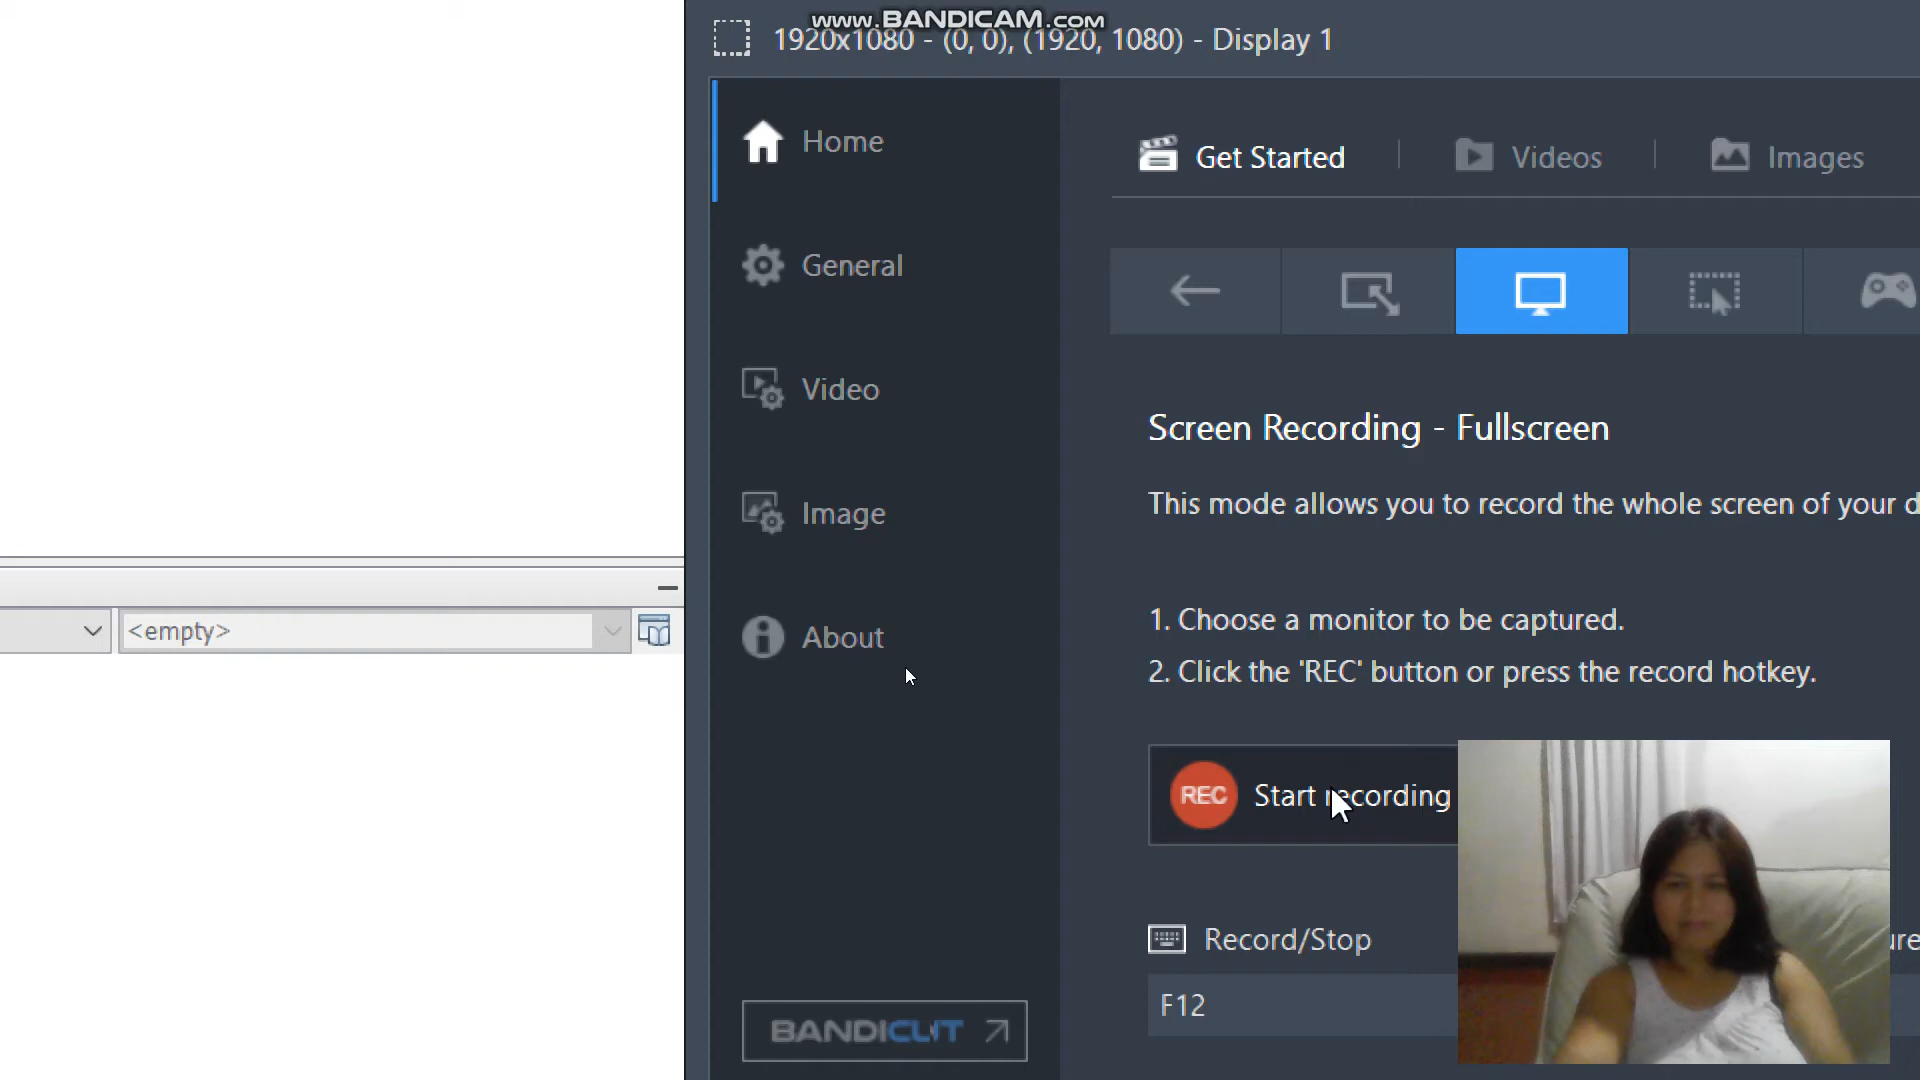 www.BANDICAM.com
1920x1080 - (0, 0), (1920, 1080) - Display 1
Home
Get Started
Videos
Images
General
Video
Screen Recording - Fullscreen
This mode allows you to record the whole screen of your d
Image
<empty>
1. Choose a monitor to be captured.
About
2. Click the 'REC' button or press the record hotkey.
REC Start recording
Record/Stop
F12
BANDICUT